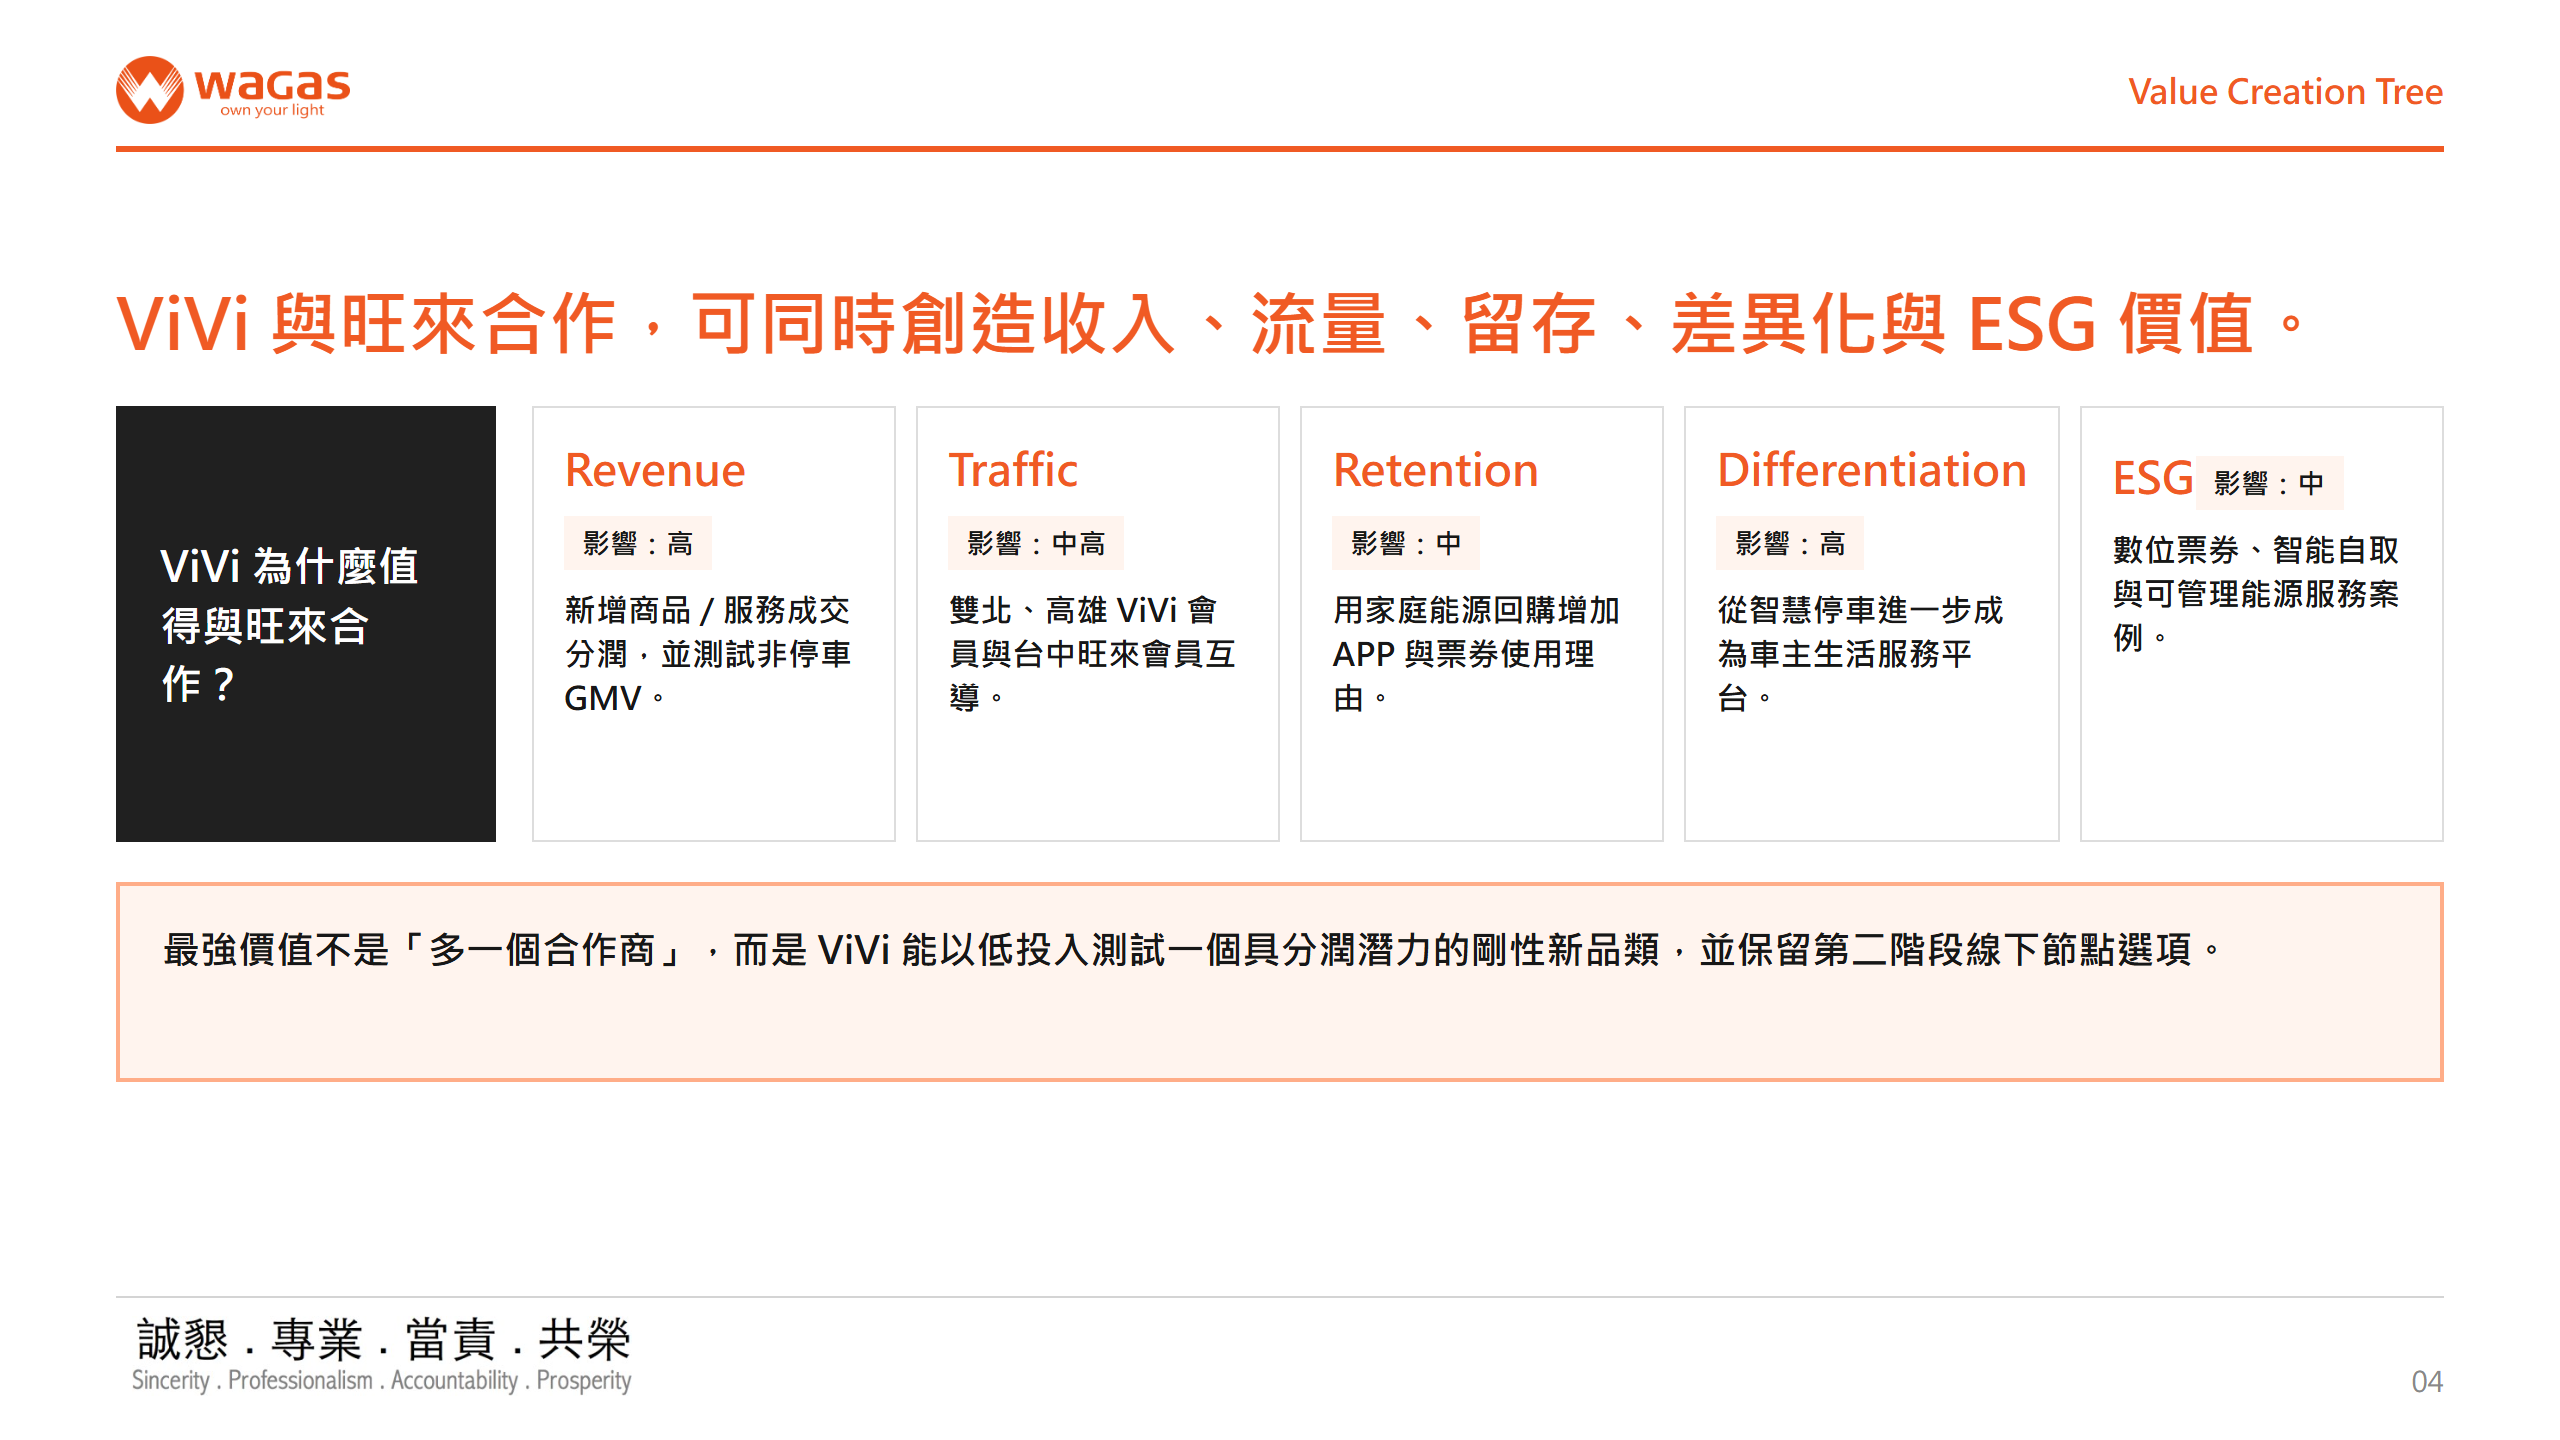 wagas
own your light
Value Creation Tree
ViVi 與旺來合作，可同時創造收入、流量、留存、差異化與 ESG 價值。
ViVi 為什麼值
得與旺來合
作？
Revenue
影響：高
新增商品 / 服務成交
分潤，並測試非停車
GMV。
Traffic
影響：中高
雙北、高雄 ViVi 會
員與台中旺來會員互
導。
Retention
影響：中
用家庭能源回購增加
APP 與票券使用理
由。
Differentiation
影響：高
從智慧停車進一步成
為車主生活服務平
台。
ESG 影響：中
數位票券、智能自取
與可管理能源服務案
例。
最強價值不是「多一個合作商」，而是 ViVi 能以低投入測試一個具分潤潛力的剛性新品類，並保留第二階段線下節點選項。
誠懇 . 專業 . 當責 . 共榮
Sincerity . Professionalism . Accountability . Prosperity
04